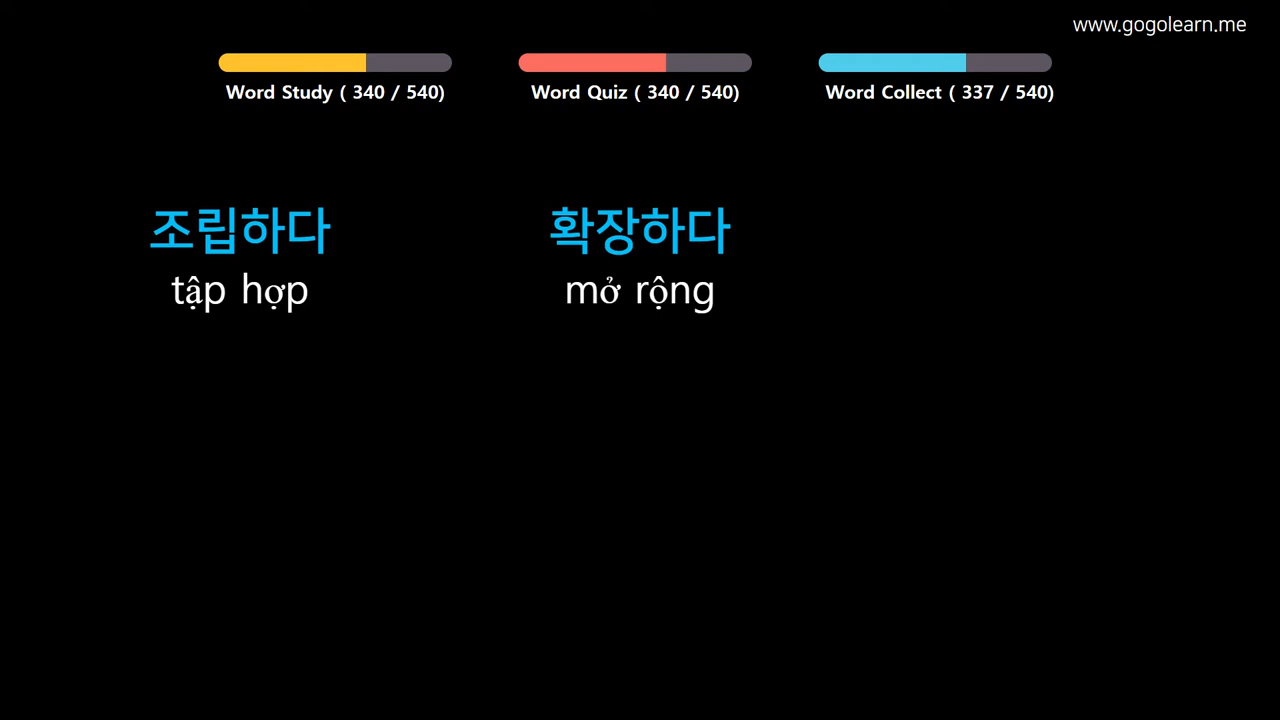 www.gogolearn.me
Word Study ( 340 / 540)
Word Quiz ( 340 / 540)
Word Collect ( 337 / 540)
조립하다
tập hợp
확장하다
mở rộng